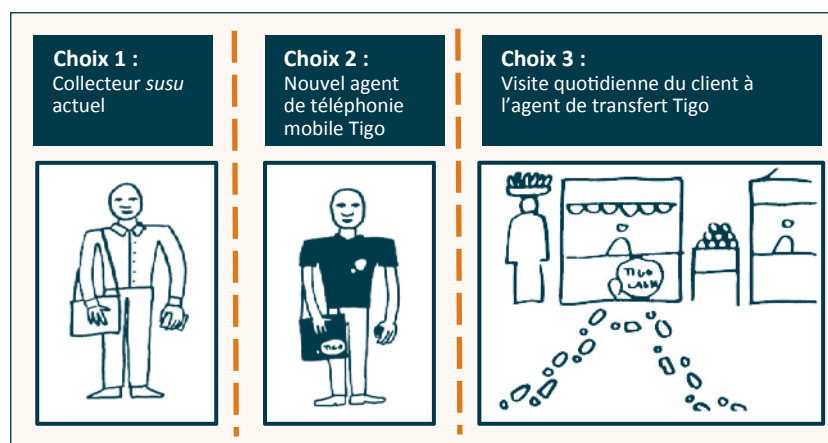 Choix 1 :
Collecteur susu
actuel
Choix 2 :
Nouvel agent
de téléphonie
mobile Tigo
Choix 3 :
Visite quotidienne du client à
l'agent de transfert Tigo
TIGO
TIGO
CASH